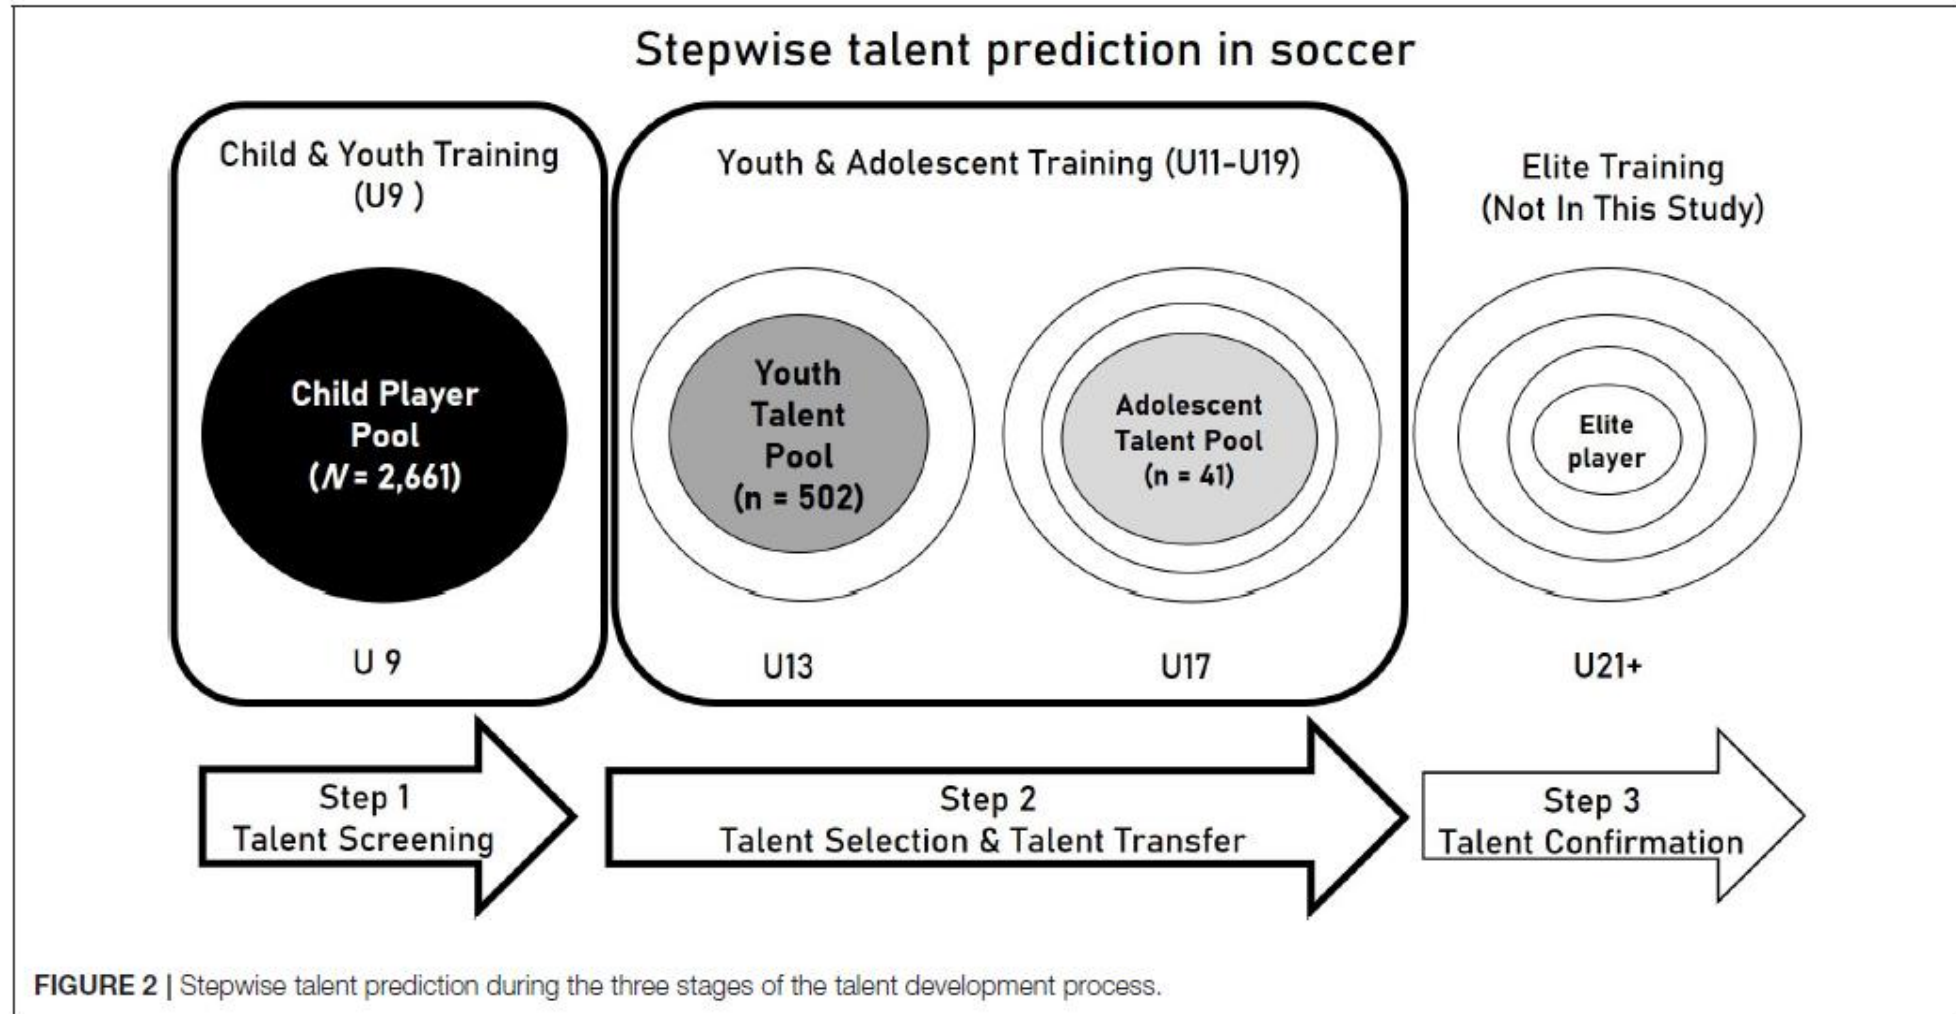 Stepwise talent prediction in soccer
Child & Youth Training
(U9 )
Child Player
Pool
(N = 2,661)
U 9
Youth & Adolescent Training (U11-U19)
Youth
Talent
Pool
(n = 502)
U13
Adolescent
Talent Pool
(n = 41)
U17
Elite Training
(Not In This Study)
Elite
player
U21+
Step 1
Talent Screening
Step 2
Talent Selection & Talent Transfer
Step 3
Talent Confirmation
FIGURE 2 | Stepwise talent prediction during the three stages of the talent development process.